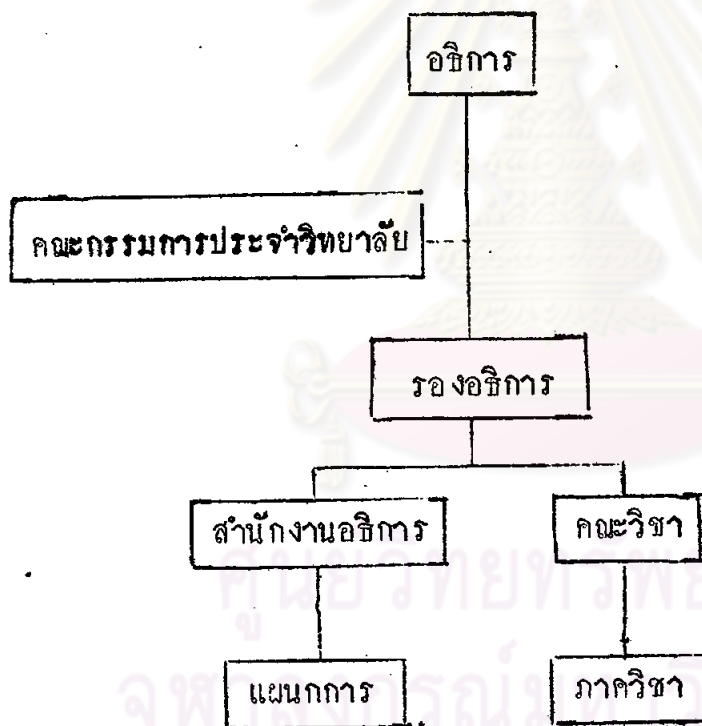 อธิการ
คณะกรรมการประจำวิทยาลัย
รองอธิการ
สำนักงานอธิการ
คณะวิชา
แผนกการ
ภาควิชา